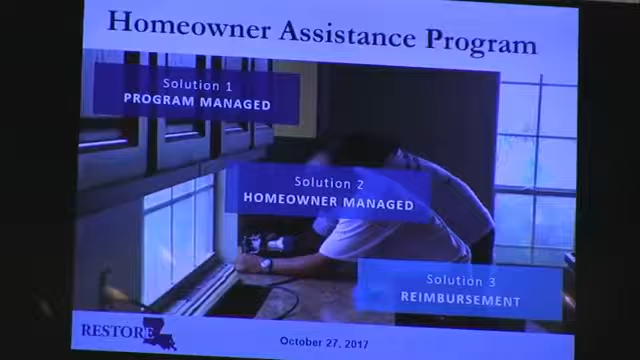 Homeowner Assistance Program
Solution 1
PROGRAM MANAGED
Solution 2
HOMEOWNER MANAGED
Solution 3
REIMBURSEMENT
RESTORE
October 27, 2017